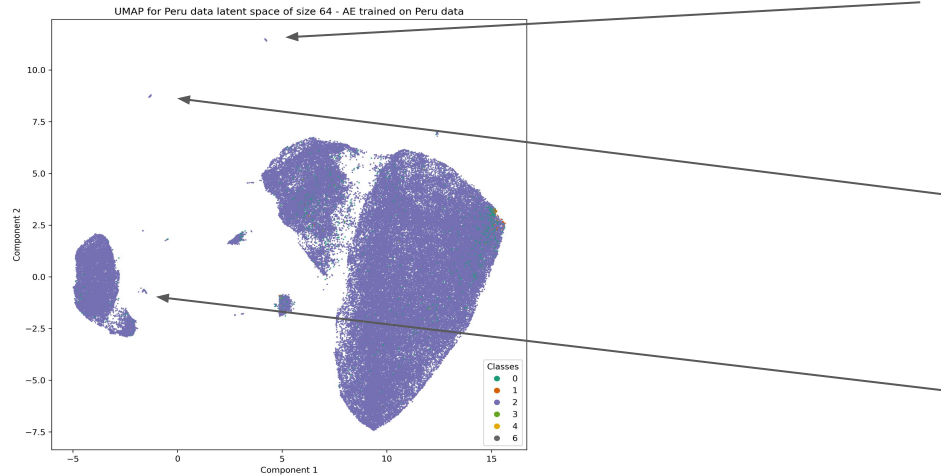 UMAP for Peru data latent space of size 64 - AE trained on Peru data
10.0
7.5
5.0
2.5
0.0
−2.5
−5.0
−7.5
Component 2
Classes
0
1
2
3
4
6
−5 0 5 10 15
Component 1